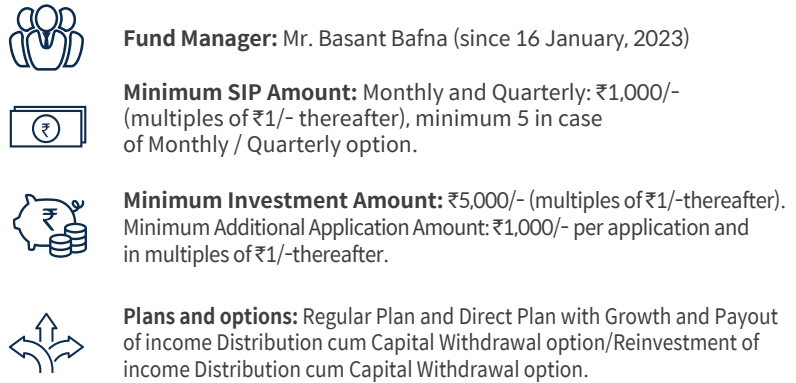 Fund Manager: Mr. Basant Bafna (since 16 January, 2023)
₹
Minimum SIP Amount: Monthly and Quarterly: ₹1,000/-
(multiples of ₹1/- thereafter), minimum 5 in case
of Monthly / Quarterly option.
₹
Minimum Investment Amount: ₹5,000/- (multiples of ₹1/-thereafter).
Minimum Additional Application Amount: ₹1,000/- per application and
in multiples of ₹1/-thereafter.
Plans and options: Regular Plan and Direct Plan with Growth and Payout
of income Distribution cum Capital Withdrawal option/Reinvestment of
income Distribution cum Capital Withdrawal option.